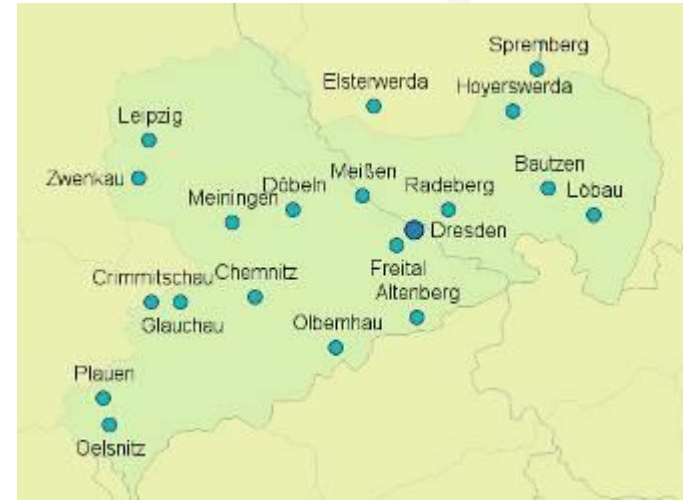 Spremberg
Elsterwerda
Hoyerswerda
Leipzig
Zwenkau
Meiningen
Döbeln
Meißen
Radeberg
Bautzen
Löbau
Dresden
Freital
Crimmitschau
Chemnitz
Altenberg
Glauchau
Olbernhau
Plauen
Oelsnitz